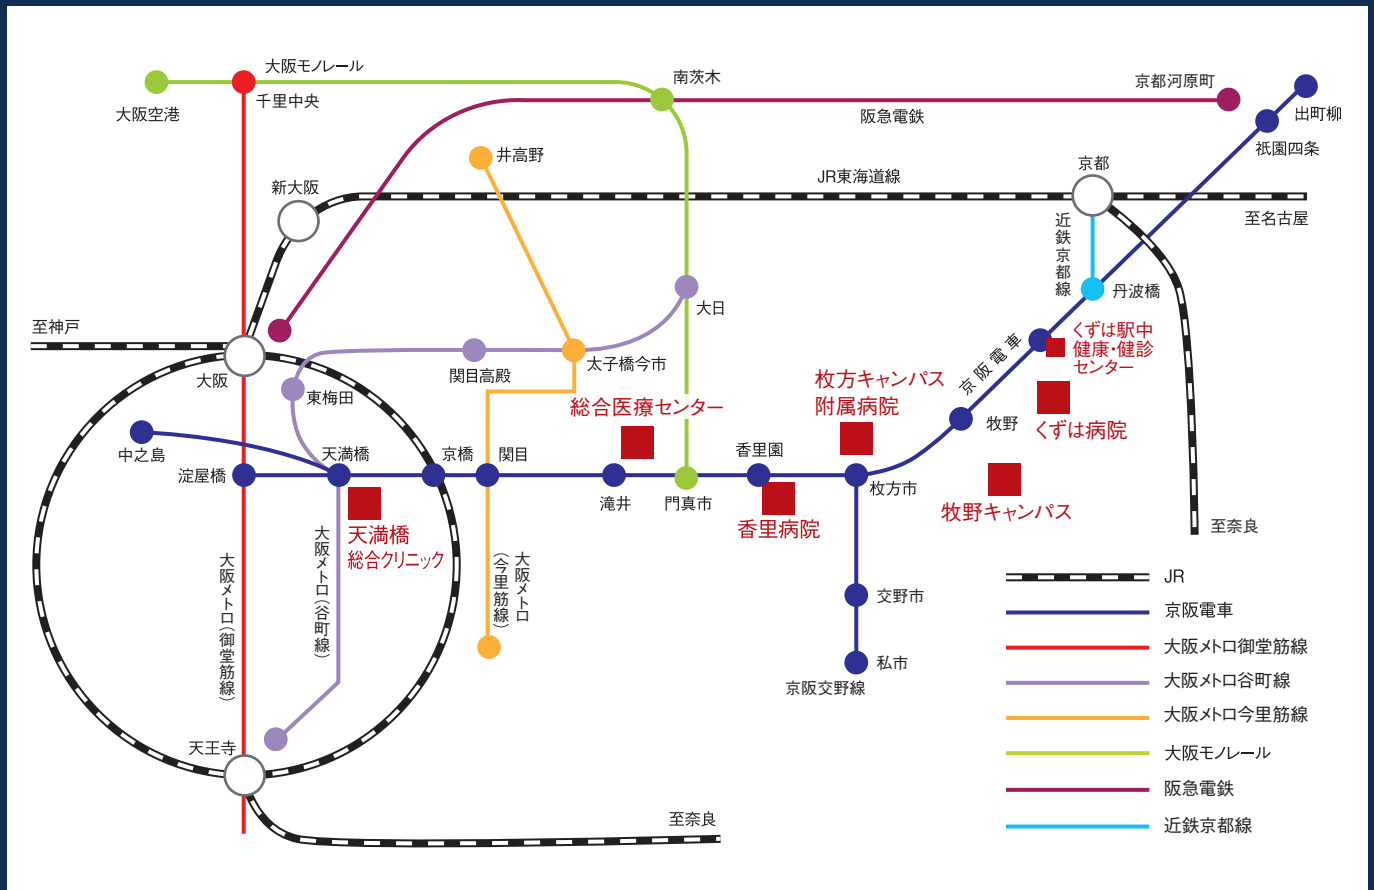 大阪モノレール
千里中央
大阪空港
南茨木
京都河原町
出町柳
阪急電鉄
祇園四条
井高野
京都
JR東海道線
新大阪
至名古屋
近鉄京都線
大日
丹波橋
至神戸
くずは駅中
健康・健診
センター
京阪電車
大阪
関目高殿
太子橋今市
東梅田
枚方キャンパス
附属病院
総合医療センター
牧野
くずは病院
中之島
天満橋
京橋
関目
香里園
淀屋橋
滝井
門真市
枚方市
天満橋
総合クリニック
香里病院
牧野キャンパス
至奈良
大阪メトロ(御堂筋線)
大阪メトロ(谷町線)
大阪メトロ
(今里筋線)
交野市
私市
京阪交野線
天王寺
至奈良
JR
京阪電車
大阪メトロ御堂筋線
大阪メトロ谷町線
大阪メトロ今里筋線
大阪モノレール
阪急電鉄
近鉄京都線